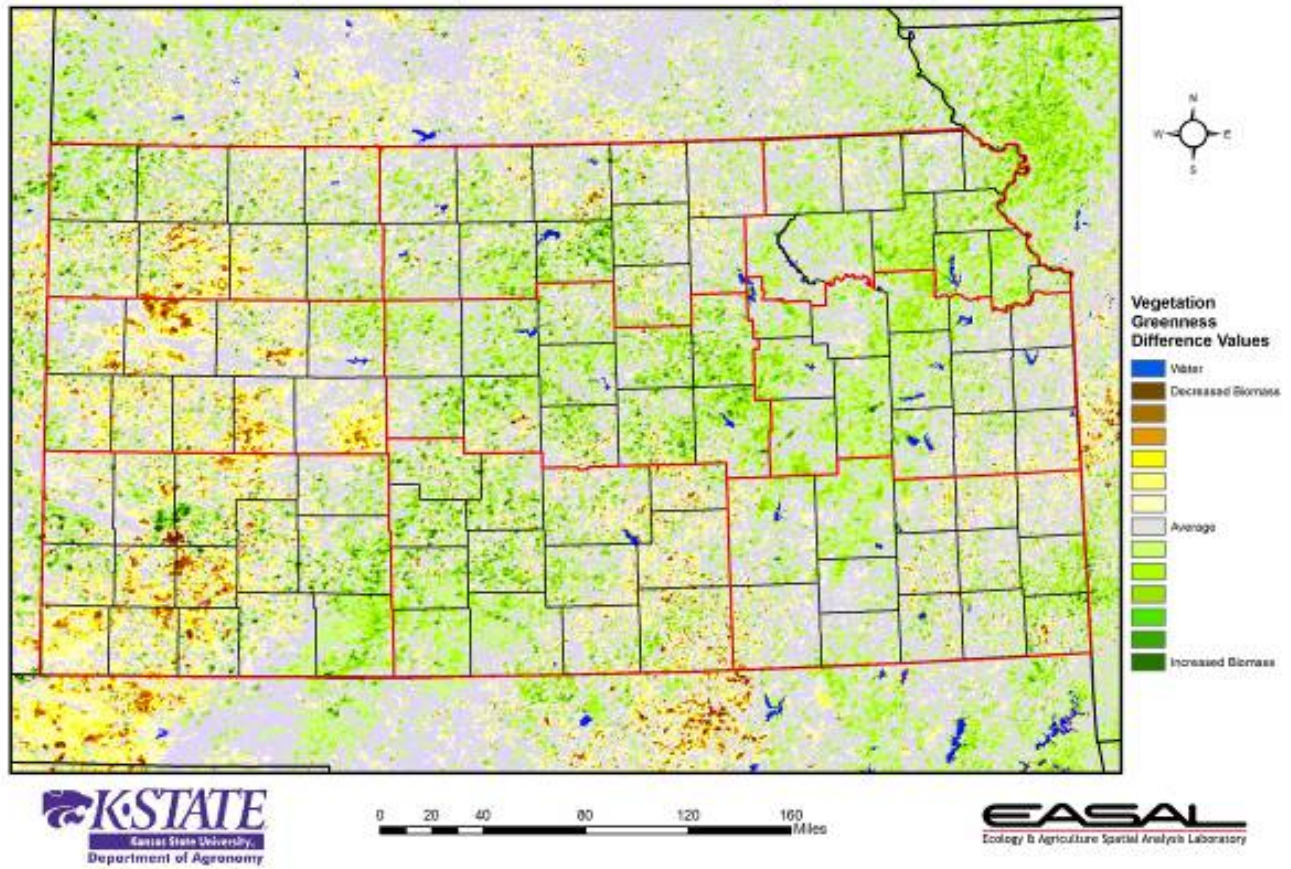 N
W E
S
Vegetation
Greenness
Difference Values
Water
Decreased Biomass
Average
Increased Biomass
K-STATE
Kansas State University
Department of Agronomy
0 20 40 80 120 160
Miles
EASAL
Ecology & Agriculture Spatial Analysis Laboratory